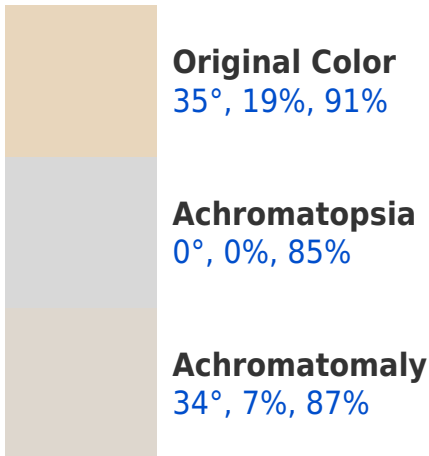 Original Color
35°, 19%, 91%
Achromatopsia
0°, 0%, 85%
Achromatomaly
34°, 7%, 87%